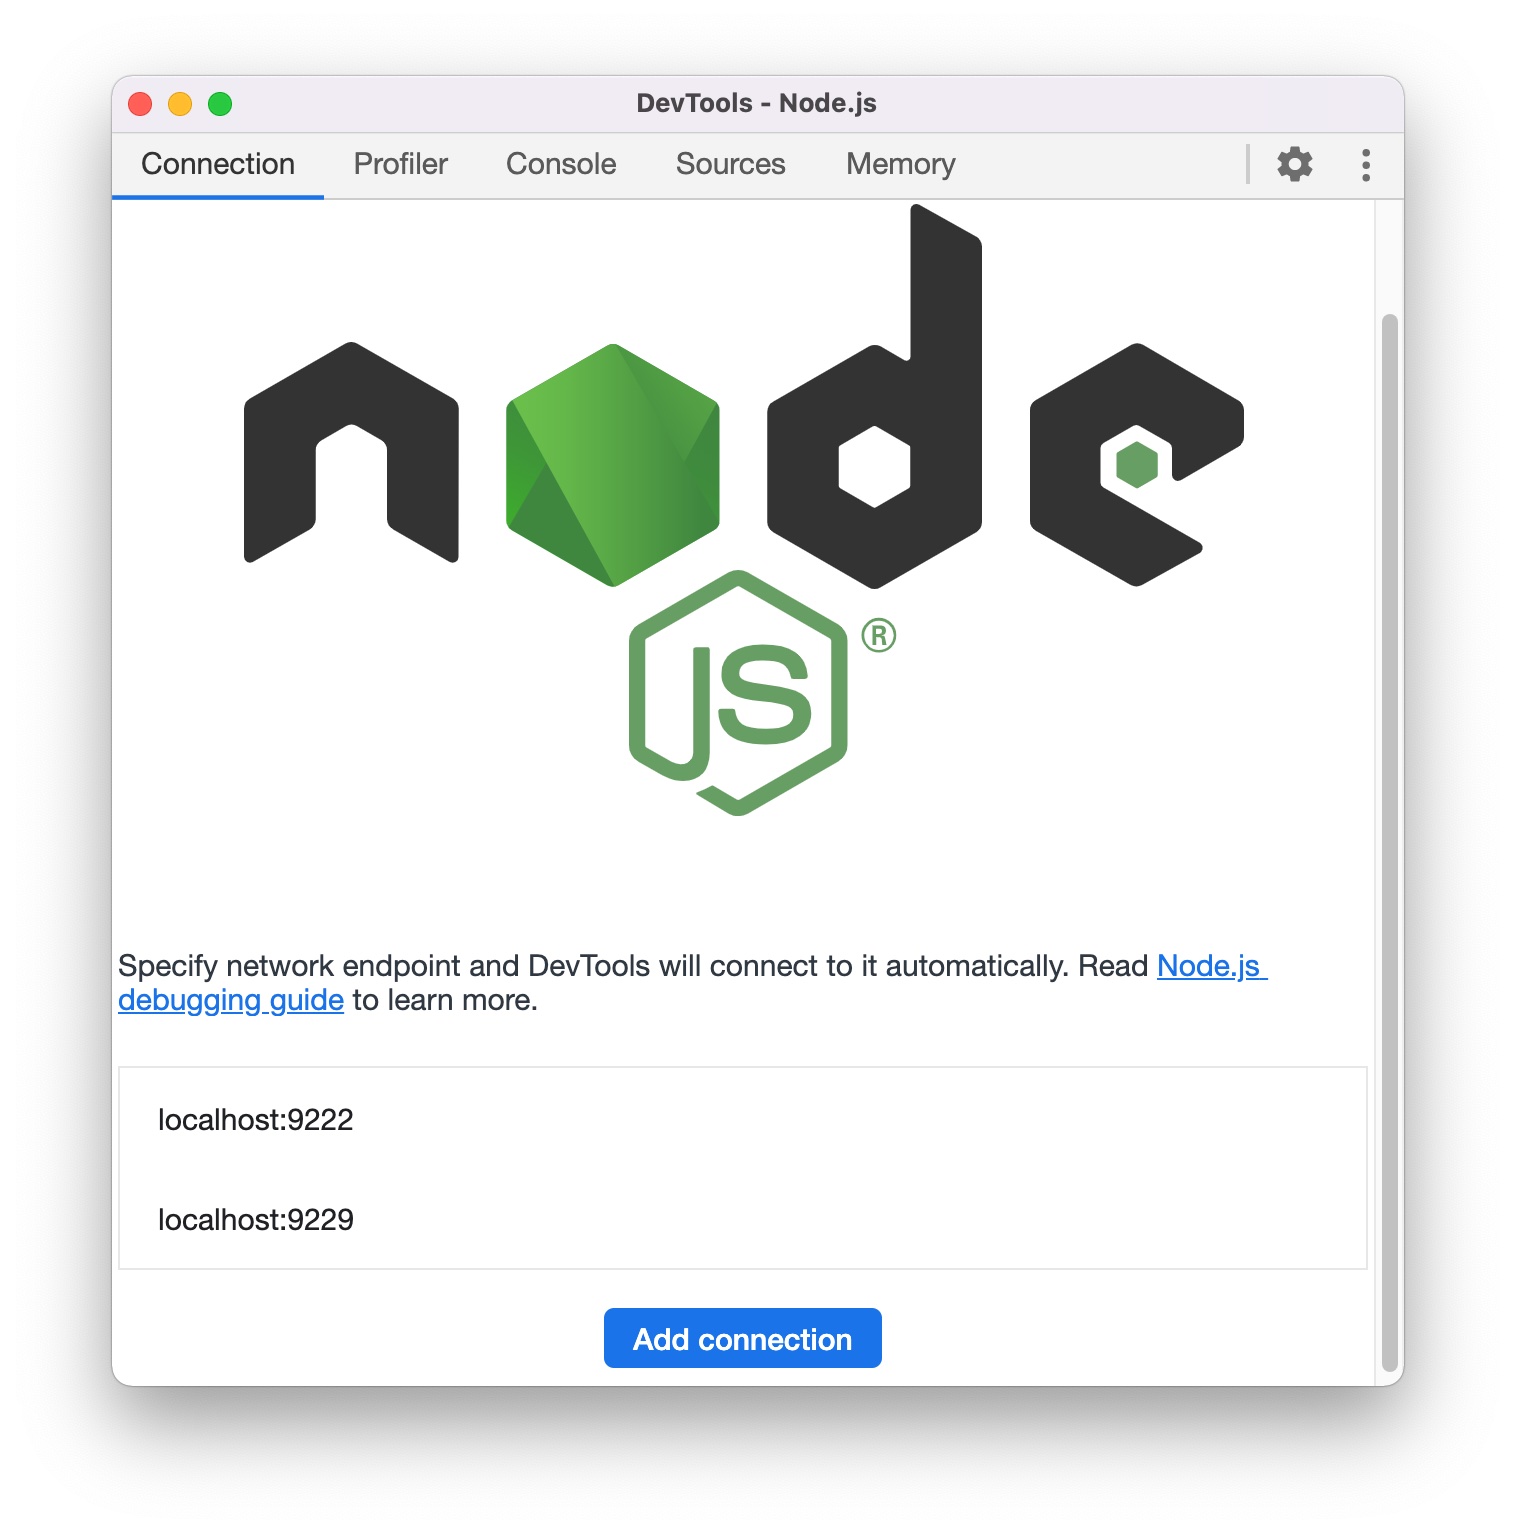 DevTools - Node.js
Connection Profiler Console Sources Memory
node
JS ®
Specify network endpoint and DevTools will connect to it automatically. Read Node.js
debugging guide to learn more.
localhost:9222
localhost:9229
Add connection